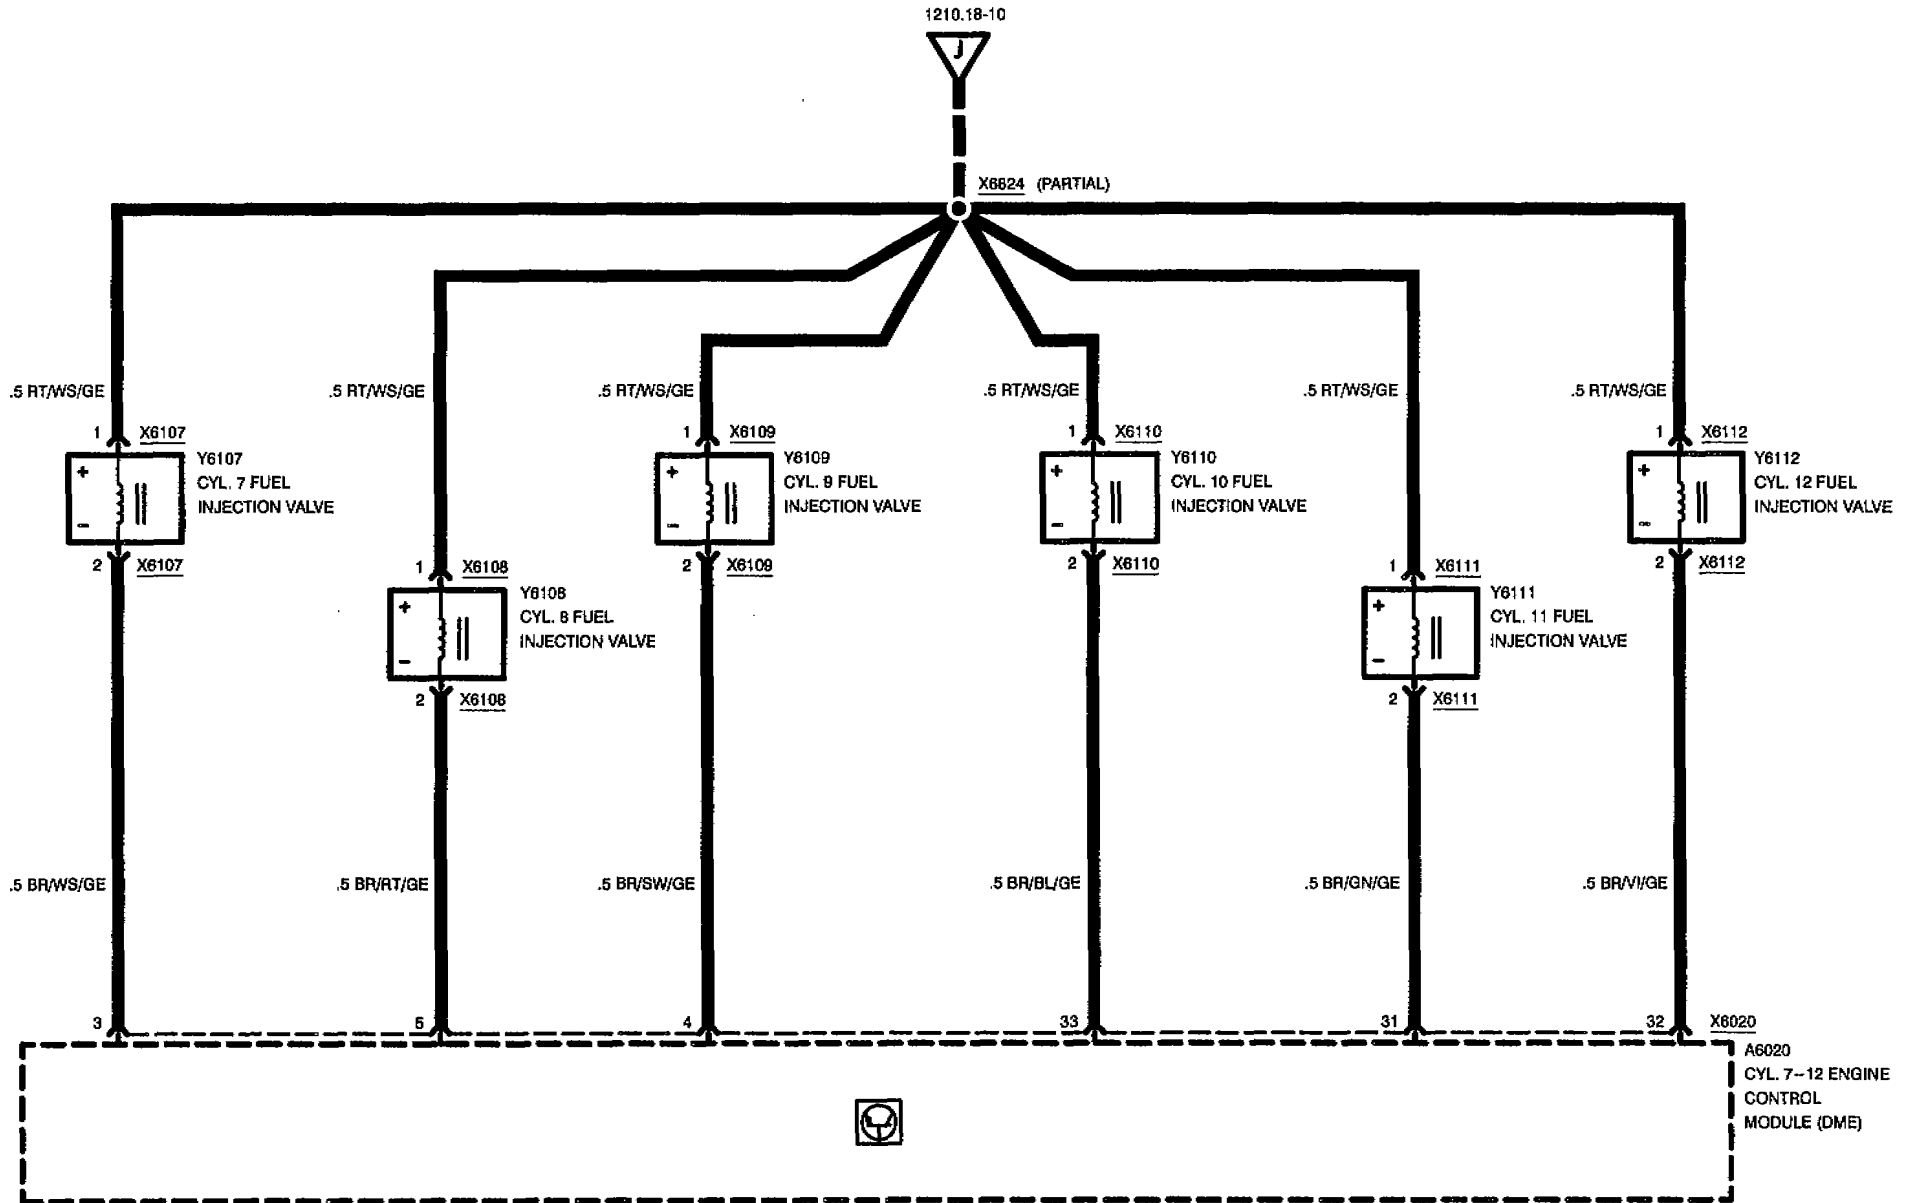 1210.18-10
J
X6824 (PARTIAL)
.5 RT/WS/GE
.5 RT/WS/GE
.5 RT/WS/GE
.5 RT/WS/GE
.5 RT/WS/GE
.5 RT/WS/GE
1 X6107
1 X6109
1 X6110
1 X6112
+
-
Y6107
CYL. 7 FUEL
INJECTION VALVE
+
-
Y6109
CYL. 9 FUEL
INJECTION VALVE
+
-
Y6110
CYL. 10 FUEL
INJECTION VALVE
+
-
Y6112
CYL. 12 FUEL
INJECTION VALVE
2 X6107
2 X6109
2 X6110
2 X6112
1 X6108
1 X6111
+
-
Y6108
CYL. 8 FUEL
INJECTION VALVE
+
-
Y6111
CYL. 11 FUEL
INJECTION VALVE
2 X6108
2 X6111
.5 BR/WS/GE
.5 BR/RT/GE
.5 BR/SW/GE
.5 BR/BL/GE
.5 BR/GN/GE
.5 BR/VI/GE
3
5
4
33
31
32
X6020
A6020
CYL. 7-12 ENGINE
CONTROL
MODULE (DME)